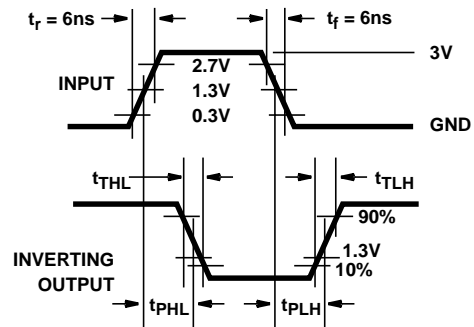 tr = 6ns
tf = 6ns
3V
2.7V
INPUT
1.3V
0.3V
GND
tTHL
tTLH
90%
1.3V
INVERTING
OUTPUT
10%
tPHL
tPLH